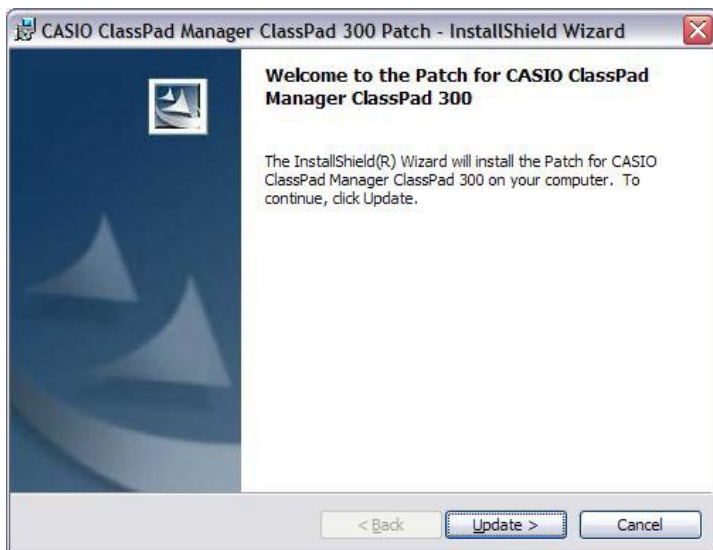 CASIO ClassPad Manager ClassPad 300 Patch - InstallShield Wizard
Welcome to the Patch for CASIO ClassPad
Manager ClassPad 300
The InstallShield(R) Wizard will install the Patch for CASIO
ClassPad Manager ClassPad 300 on your computer. To
continue, click Update.
< Back Update > Cancel